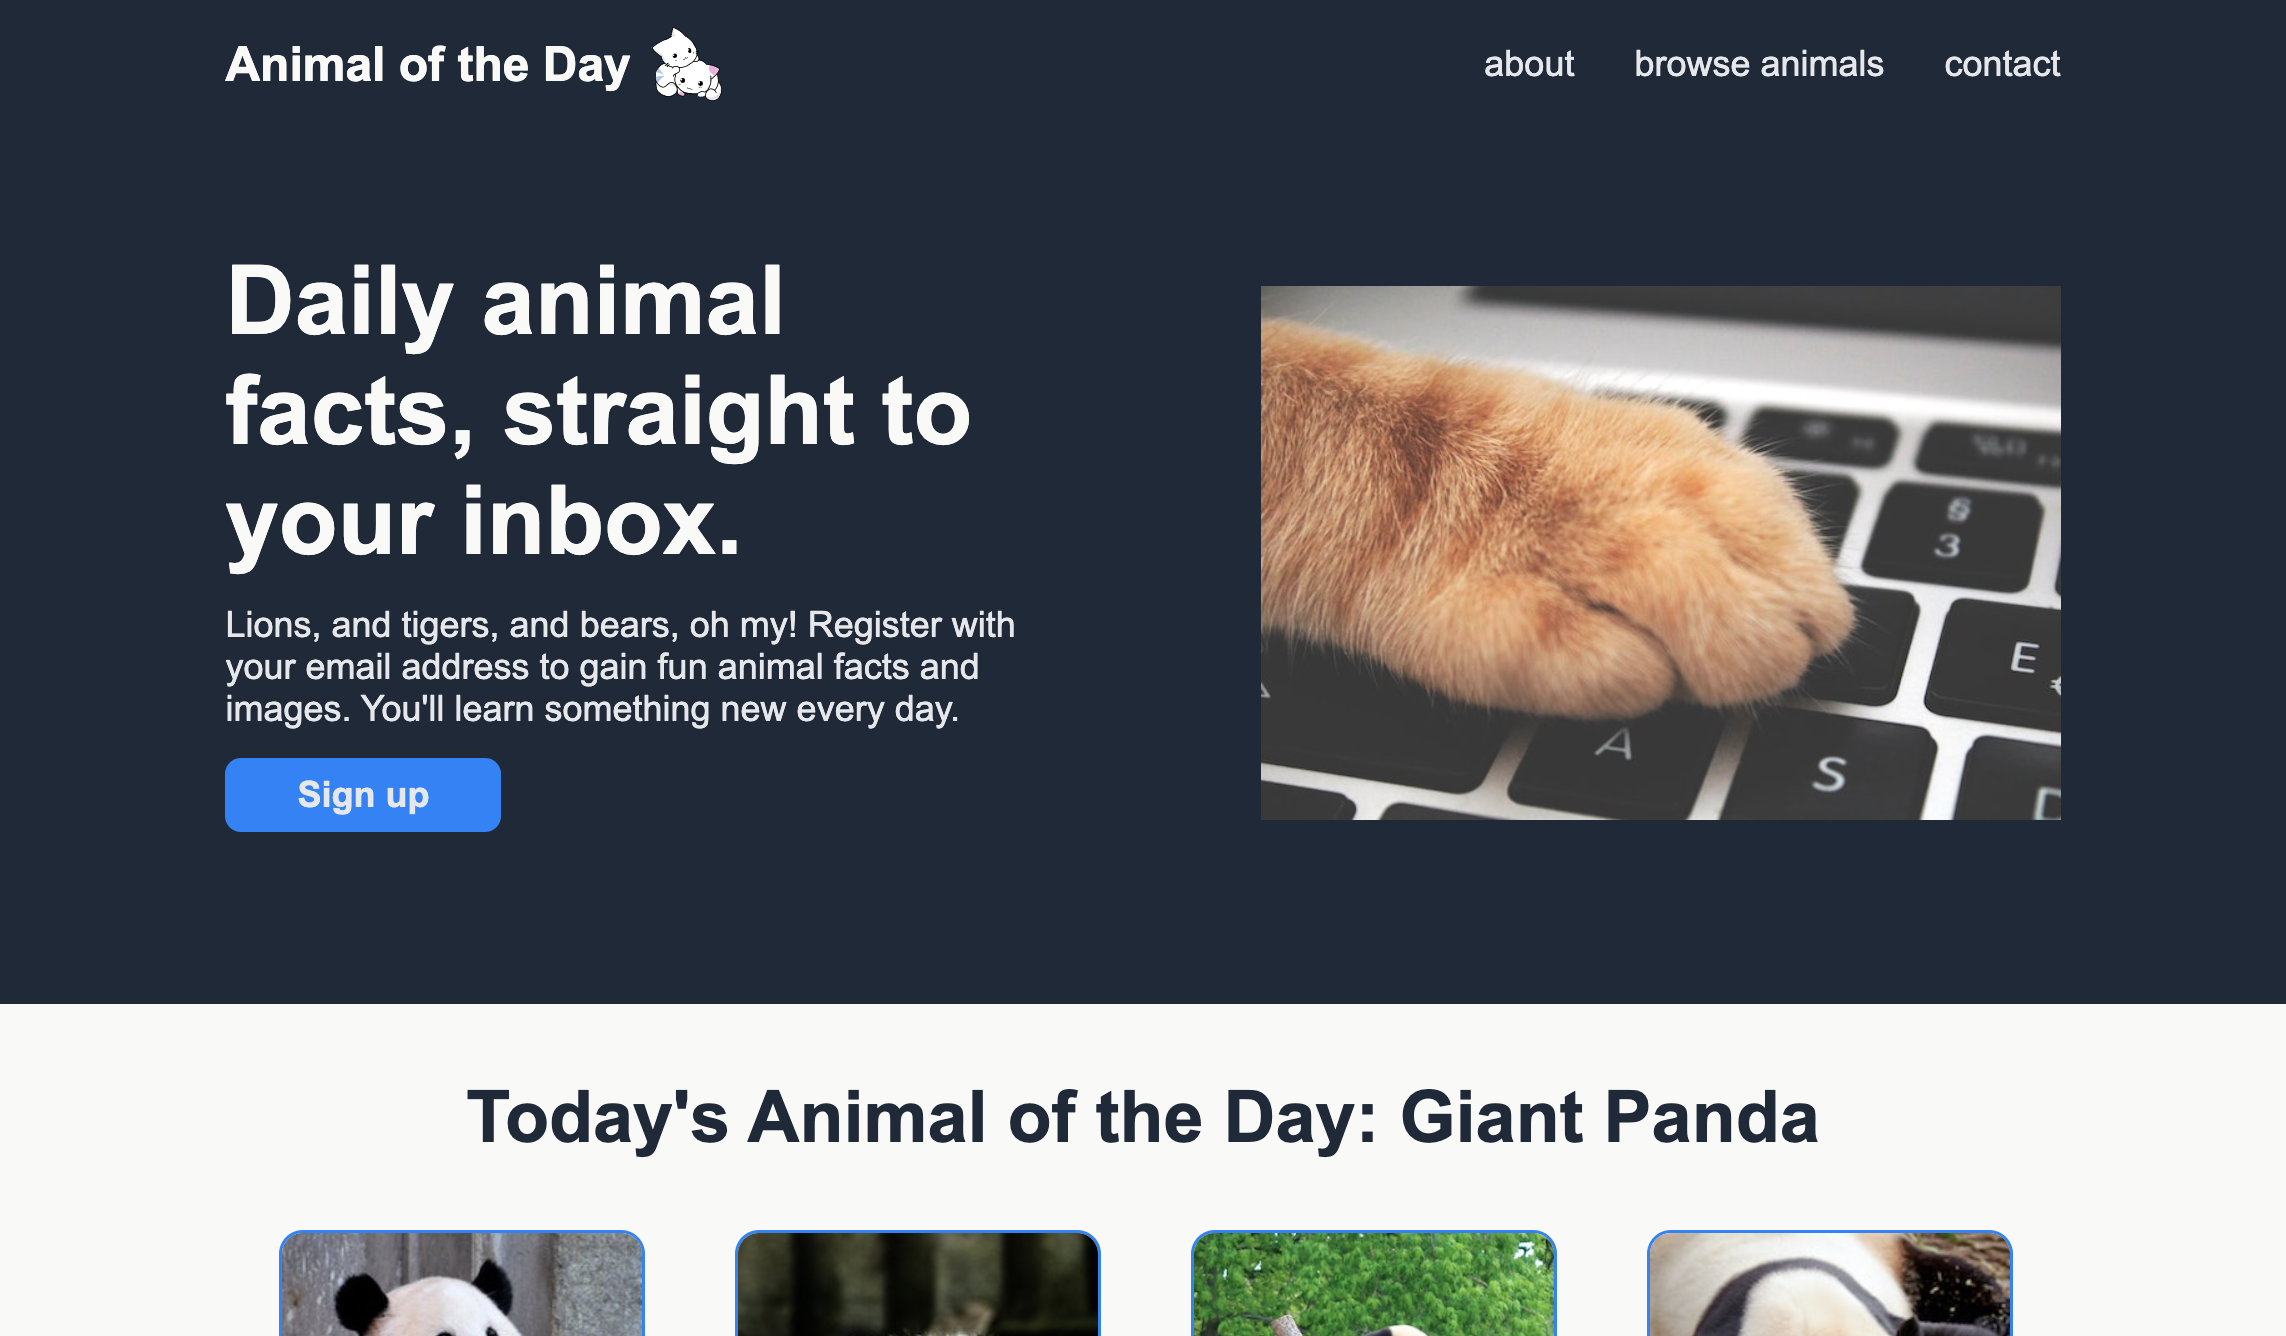 Animal of the Day
about browse animals contact
Daily animal
facts, straight to
your inbox.
Lions, and tigers, and bears, oh my! Register with
your email address to gain fun animal facts and
images. You'll learn something new every day.
Sign up
3
E
A
S
D
Today's Animal of the Day: Giant Panda